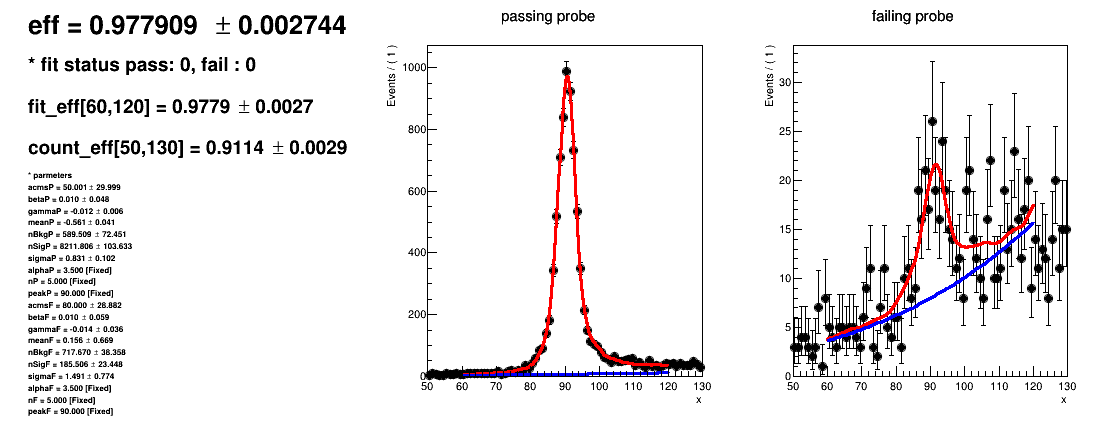 eff = 0.977909 ± 0.002744
* fit status pass: 0, fail : 0
fit_eff[60,120] = 0.9779 ± 0.0027
count_eff[50,130] = 0.9114 ± 0.0029
* parmeters
acmsP = 50.001 ± 29.999
betaP = 0.010 ± 0.048
gammaP = -0.012 ± 0.006
meanP = -0.561 ± 0.041
nBkgP = 589.509 ± 72.451
nSigP = 8211.806 ± 103.633
sigmaP = 0.831 ± 0.102
alphaP = 3.500 [Fixed]
nP = 5.000 [Fixed]
peakP = 90.000 [Fixed]
acmsF = 80.000 ± 28.882
betaF = 0.010 ± 0.059
gammaF = -0.014 ± 0.036
meanF = 0.156 ± 0.669
nBkgF = 717.670 ± 38.358
nSigF = 185.506 ± 23.448
sigmaF = 1.491 ± 0.774
alphaF = 3.500 [Fixed]
nF = 5.000 [Fixed]
peakF = 90.000 [Fixed]
passing probe
Events / ( 1 )
1000
800
600
400
200
0
50 60 70 80 90 100 110 120 130
x
failing probe
Events / ( 1 )
30
25
20
15
10
5
0
50 60 70 80 90 100 110 120 130
x